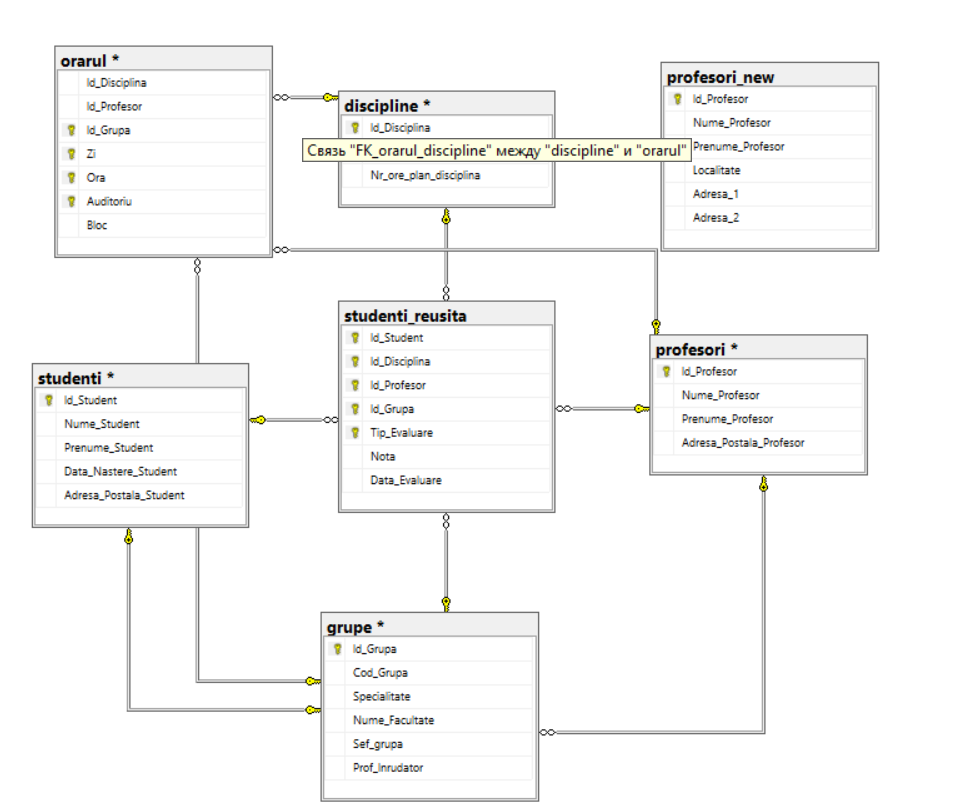 orarul *
Id_Disciplina
Id_Profesor
Id_Grupa
Zi
Ora
Auditoriu
Bloc
discipline *
Id_Disciplina
Связь "FK_orarul_discipline" между "discipline" и "orarul"
Nr_ore_plan_disciplina
profesori_new
Id_Profesor
Nume_Profesor
Prenume_Profesor
Localitate
Adresa_1
Adresa_2
studenti_reusita
Id_Student
Id_Disciplina
Id_Profesor
Id_Grupa
Tip_Evaluare
Nota
Data_Evaluare
profesori *
Id_Profesor
Nume_Profesor
Prenume_Profesor
Adresa_Postala_Profesor
studenti *
Id_Student
Nume_Student
Prenume_Student
Data_Nastere_Student
Adresa_Postala_Student
grupe *
Id_Grupa
Cod_Grupa
Specialitate
Nume_Facultate
Sef_grupa
Prof_Inrudator